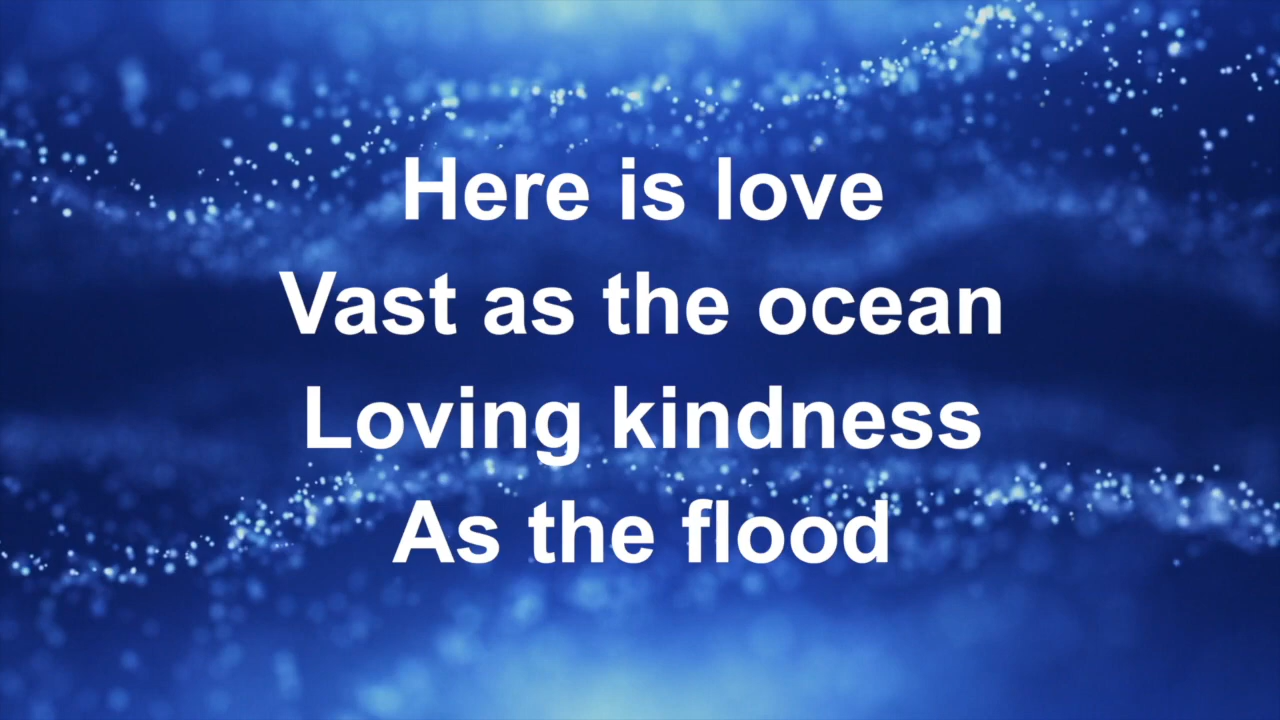 Here is love
Vast as the ocean
Loving kindness
As the flood